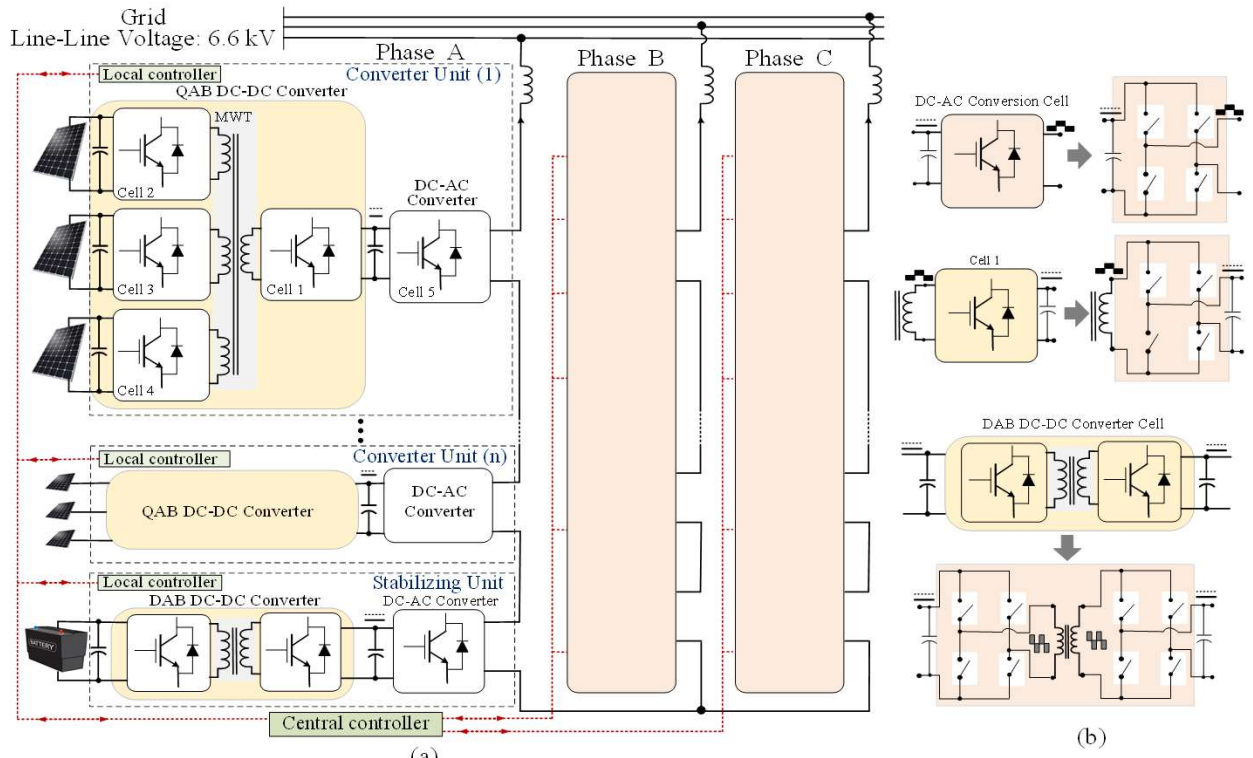 Grid
Line-Line Voltage: 6.6 kV
Phase A
Phase B
Phase C
Local controller
Converter Unit (1)
QAB DC-DC Converter
MWT
Cell 2
Cell 3
Cell 4
Cell 1
DC-AC
Converter
Cell 5
Local controller
Converter Unit (n)
QAB DC-DC Converter
DC-AC
Converter
Local controller
Stabilizing Unit
DAB DC-DC Converter
DC-AC Converter
BATTERY
Central controller
(a)
DC-AC Conversion Cell
Cell 1
DAB DC-DC Converter Cell
(b)